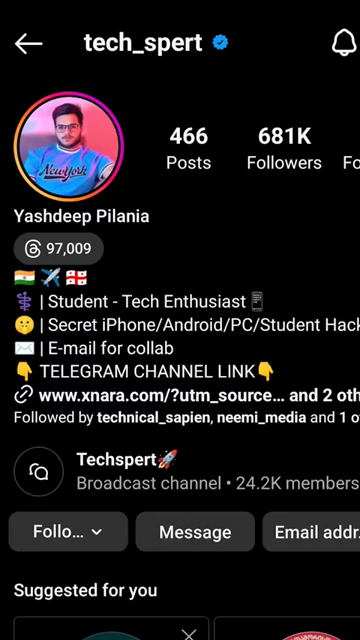 tech_spert
466
681K
Posts
Followers
Fo
NewYork
Yashdeep Pilania
97,009
🇮🇳 ✈️ 🇬🇪
⚕️ | Student - Tech Enthusiast📱
🤫 | Secret iPhone/Android/PC/Student Hack
✉️ | E-mail for collab
👇 TELEGRAM CHANNEL LINK👇
www.xnara.com/?utm_source... and 2 oth
Followed by technical_sapien, neemi_media and 1 o
Techspert🚀
Broadcast channel • 24.2K members
Follo...
Message
Email addr.
Suggested for you